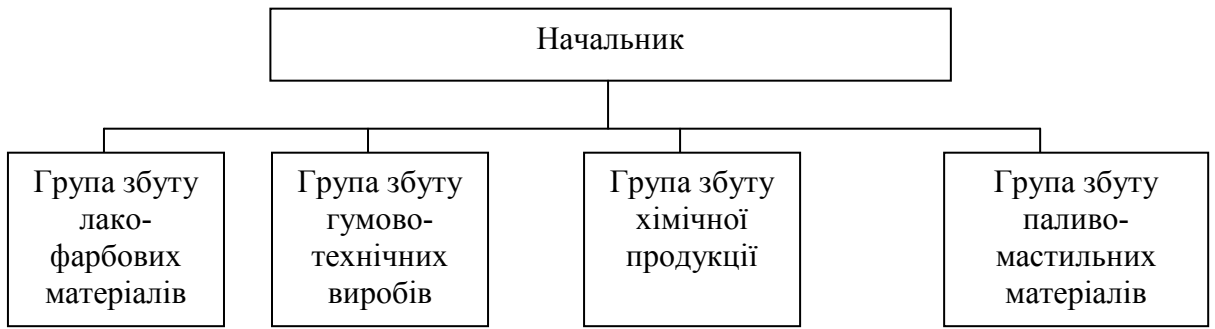 Начальник
Група збуту
лако-
фарбових
матеріалів
Група збуту
гумово-
технічних
виробів
Група збуту
хімічної
продукції
Група збуту
паливо-
мастильних
матеріалів